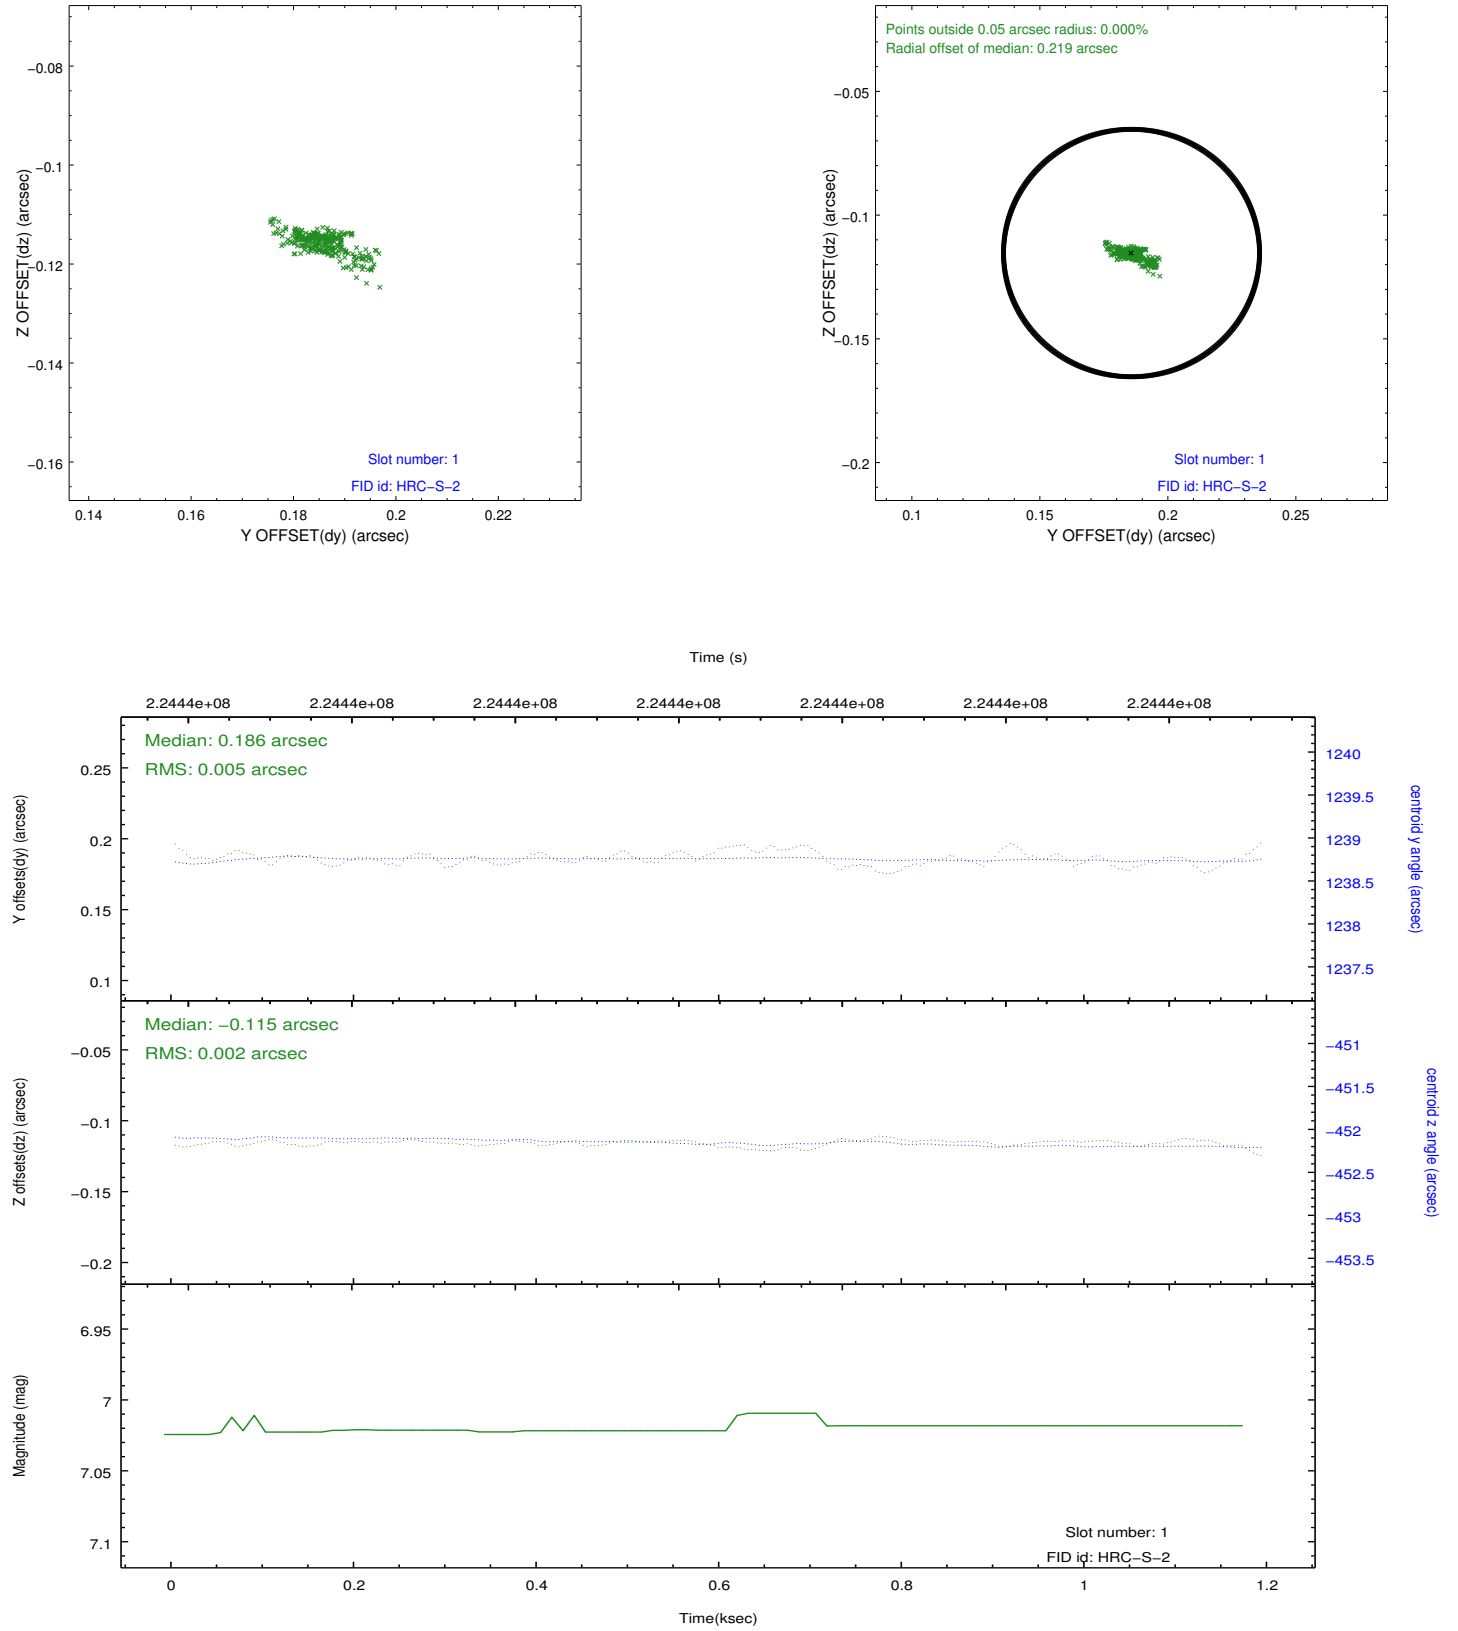 −0.08
−0.1
−0.12
−0.14
−0.16
Z OFFSET(dz) (arcsec)
Slot number: 1
FID id: HRC−S−2
0.14 0.16 0.18 0.2 0.22
Y OFFSET(dy) (arcsec)
Points outside 0.05 arcsec radius: 0.000%
Radial offset of median: 0.219 arcsec
−0.05
−0.1
−0.15
−0.2
Z OFFSET(dz) (arcsec)
Slot number: 1
FID id: HRC−S−2
0.1 0.15 0.2 0.25
Y OFFSET(dy) (arcsec)
Time (s)
2.2444e+08 2.2444e+08 2.2444e+08 2.2444e+08 2.2444e+08 2.2444e+08 2.2444e+08
Median: 0.186 arcsec
RMS: 0.005 arcsec
0.25
0.2
0.15
0.1
Y offsets(dy) (arcsec)
1240
1239.5
1239
1238.5
1238
1237.5
centroid y angle (arcsec)
Median: −0.115 arcsec
RMS: 0.002 arcsec
−0.05
−0.1
−0.15
−0.2
Z offsets(dz) (arcsec)
−451
−451.5
−452
−452.5
−453
−453.5
centroid z angle (arcsec)
6.95
7
7.05
7.1
Magnitude (mag)
Slot number: 1
FID id: HRC−S−2
0 0.2 0.4 0.6 0.8 1 1.2
Time(ksec)